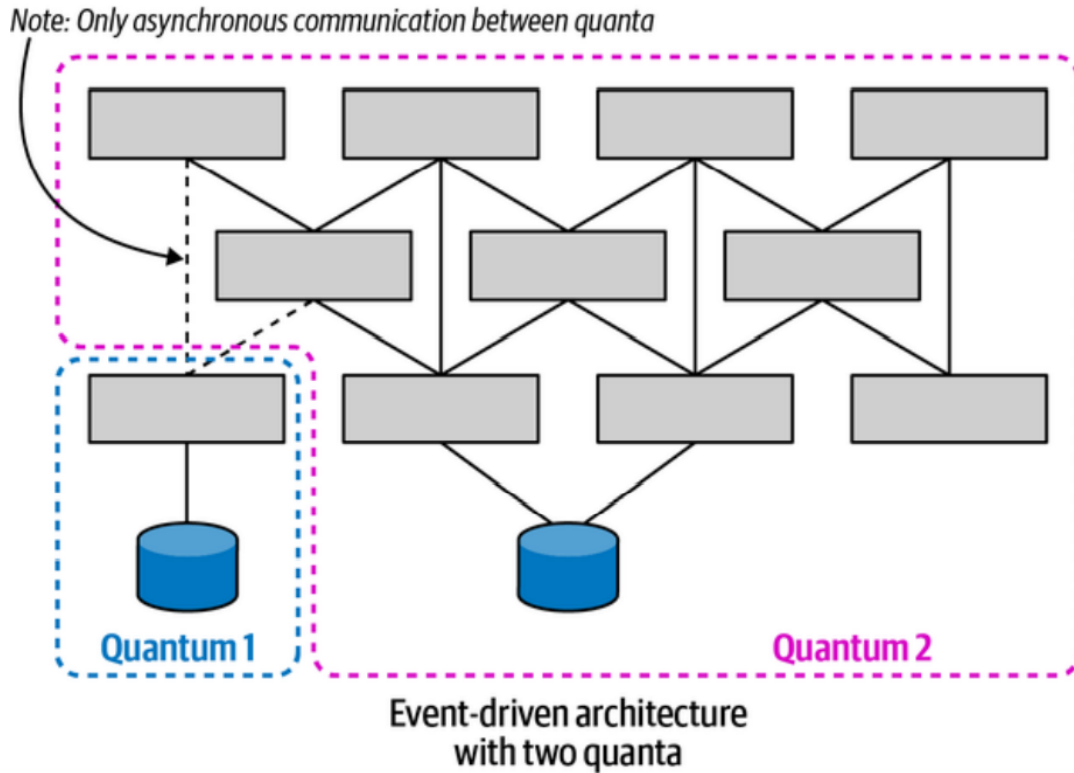 Note: Only asynchronous communication between quanta
Quantum 1
Quantum 2
Event-driven architecture
with two quanta